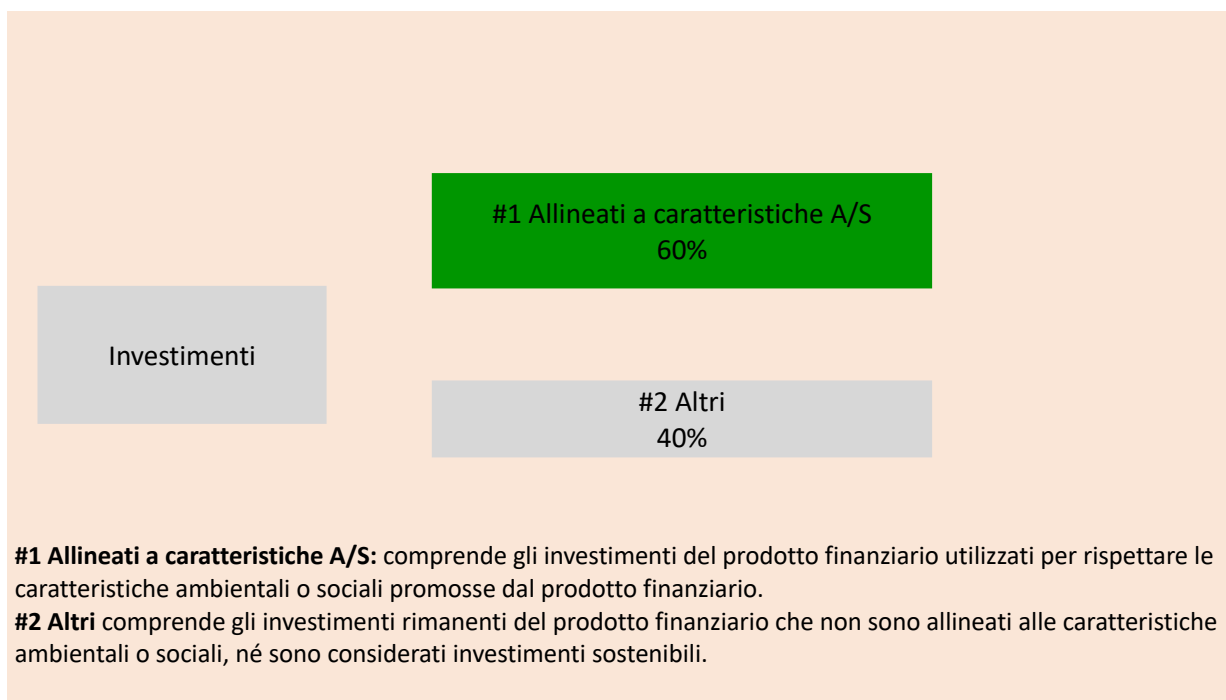 #1 Allineati a caratteristiche A/S
60%
Investimenti
#2 Altri
40%
#1 Allineati a caratteristiche A/S: comprende gli investimenti del prodotto finanziario utilizzati per rispettare le
caratteristiche ambientali o sociali promosse dal prodotto finanziario.
#2 Altri comprende gli investimenti rimanenti del prodotto finanziario che non sono allineati alle caratteristiche
ambientali o sociali, né sono considerati investimenti sostenibili.